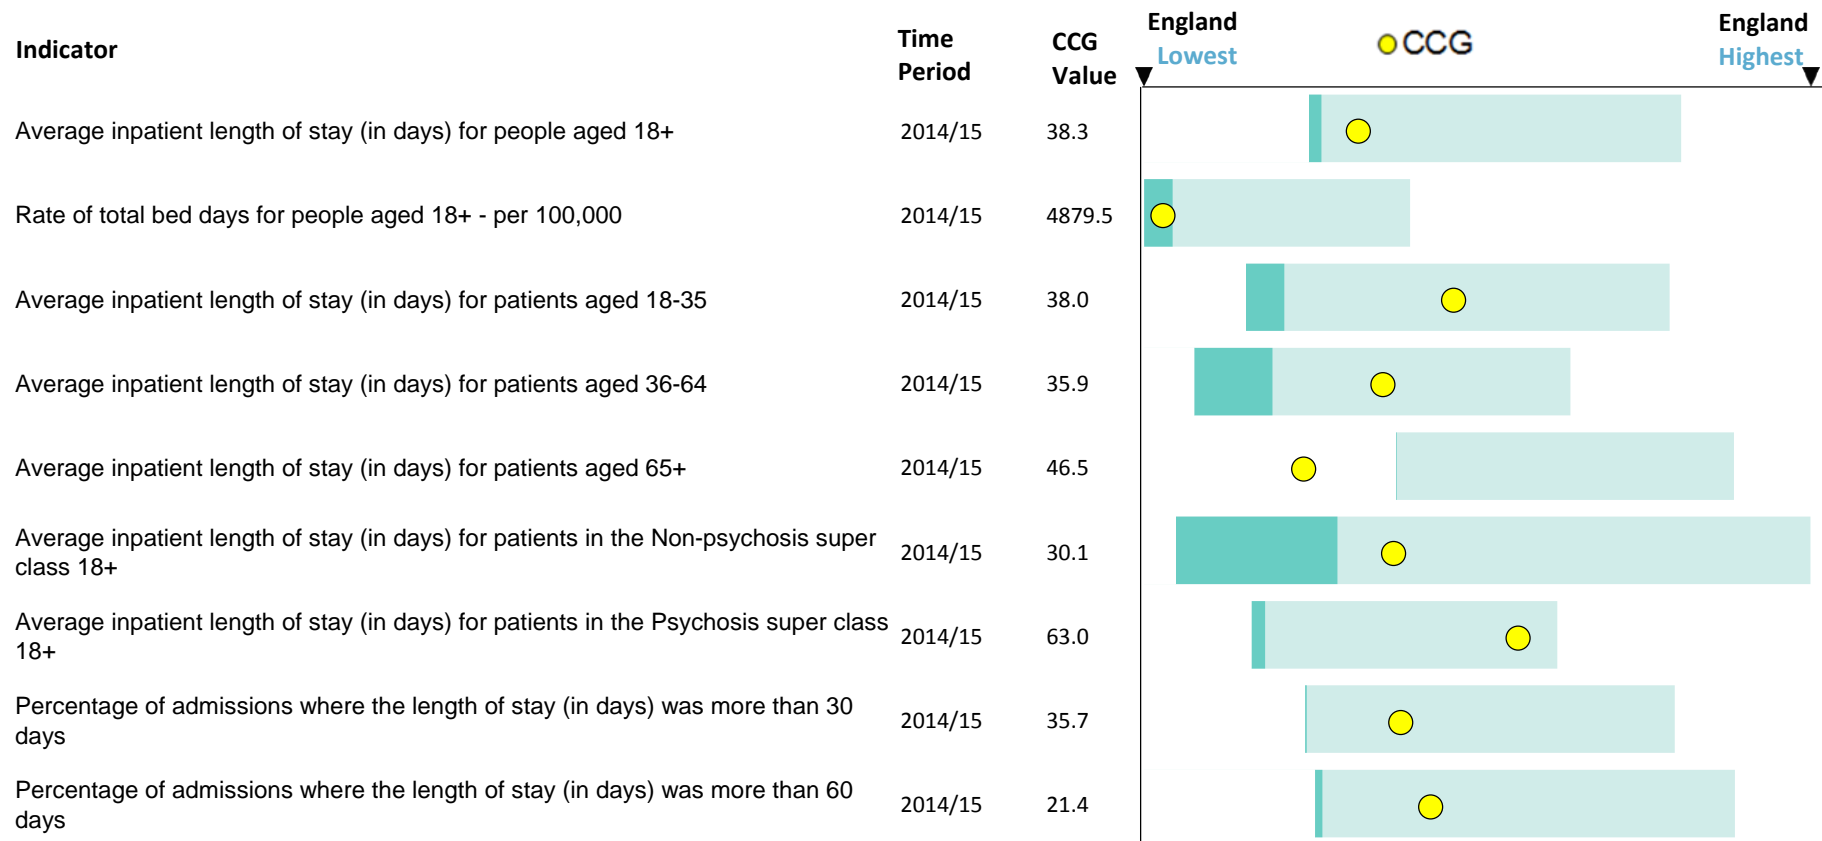 Indicator
Time Period
CCG Value
England Lowest
CCG
England Highest
Average inpatient length of stay (in days) for people aged 18+ 2014/15 38.3
Rate of total bed days for people aged 18+ - per 100,000 2014/15 4879.5
Average inpatient length of stay (in days) for patients aged 18-35 2014/15 38.0
Average inpatient length of stay (in days) for patients aged 36-64 2014/15 35.9
Average inpatient length of stay (in days) for patients aged 65+ 2014/15 46.5
Average inpatient length of stay (in days) for patients in the Non-psychosis super
class 18+ 2014/15 30.1
Average inpatient length of stay (in days) for patients in the Psychosis super class
18+ 2014/15 63.0
Percentage of admissions where the length of stay (in days) was more than 30
days 2014/15 35.7
Percentage of admissions where the length of stay (in days) was more than 60
days 2014/15 21.4